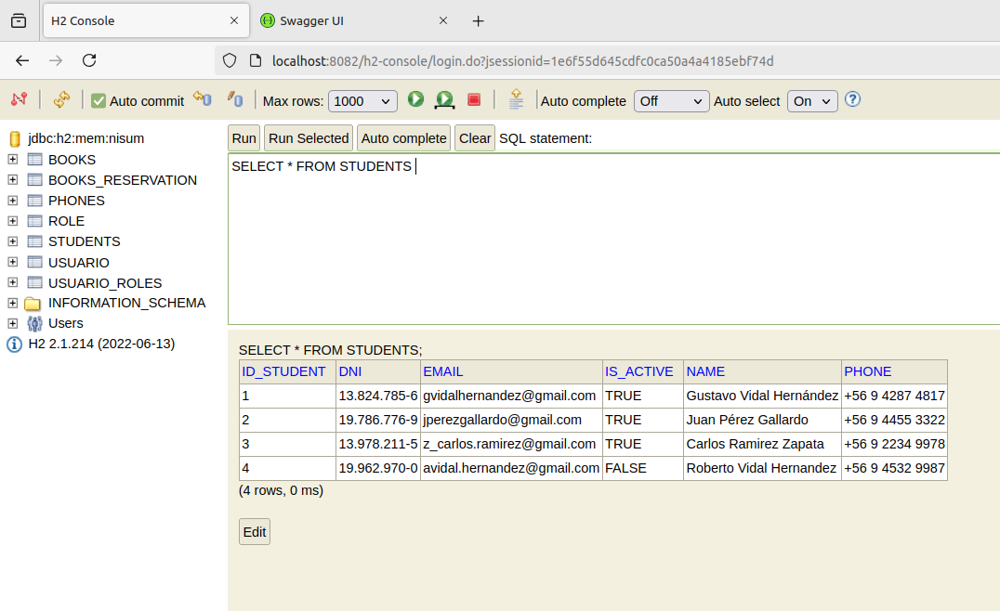 H2 Console
Swagger UI
localhost:8082/h2-console/login.do?jsessionid=1e6f55d645cdfc0ca50a4a4185ebf74d
Auto commit Max rows: 1000 Auto complete Off Auto select On
jdbc:h2:mem:nisum
BOOKS
BOOKS_RESERVATION
PHONES
ROLE
STUDENTS
USUARIO
USUARIO_ROLES
INFORMATION_SCHEMA
Users
H2 2.1.214 (2022-06-13)
Run Run Selected Auto complete Clear SQL statement:
SELECT * FROM STUDENTS
SELECT * FROM STUDENTS;
ID_STUDENT DNI EMAIL IS_ACTIVE NAME PHONE
1 13.824.785-6 gvidalhernandez@gmail.com TRUE Gustavo Vidal Hernández +56 9 4287 4817
2 19.786.776-9 jperezgallardo@gmail.com TRUE Juan Pérez Gallardo +56 9 4455 3322
3 13.978.211-5 z_carlos.ramirez@gmail.com TRUE Carlos Ramirez Zapata +56 9 2234 9978
4 19.962.970-0 avidal.hernandez@gmail.com FALSE Roberto Vidal Hernandez +56 9 4532 9987
(4 rows, 0 ms)
Edit